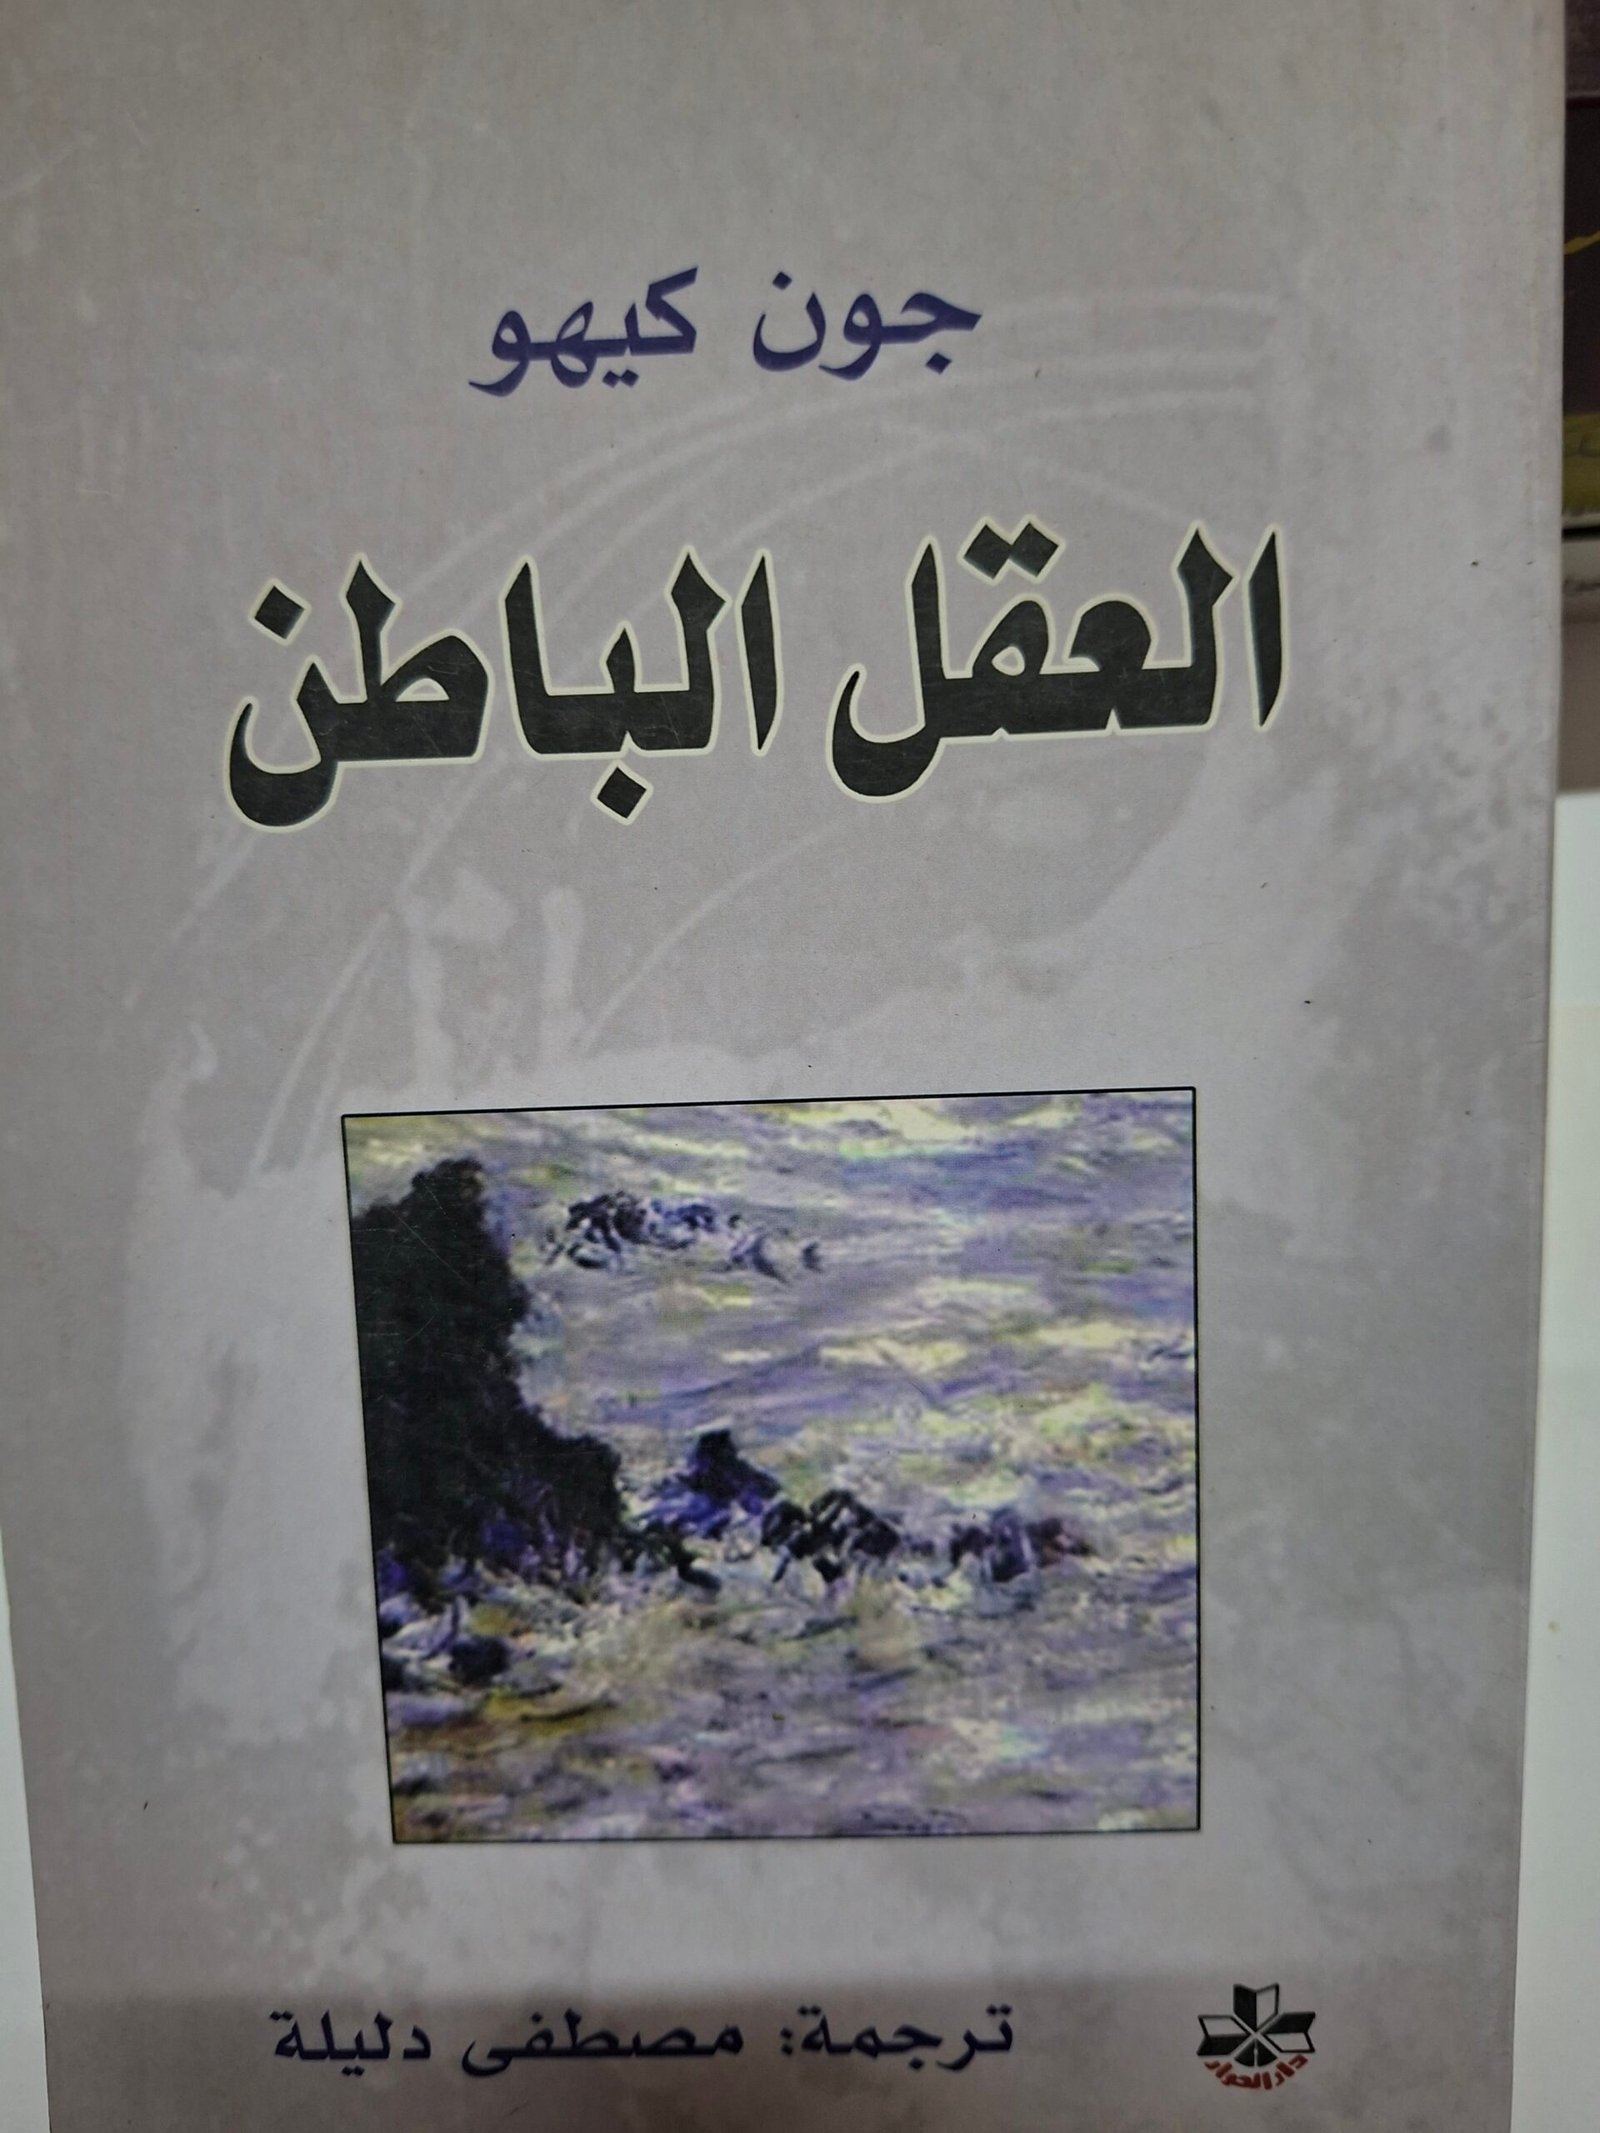 جون كيهو
العقل الباطن
ترجمة: مصطفى دليلة
دار الحوار